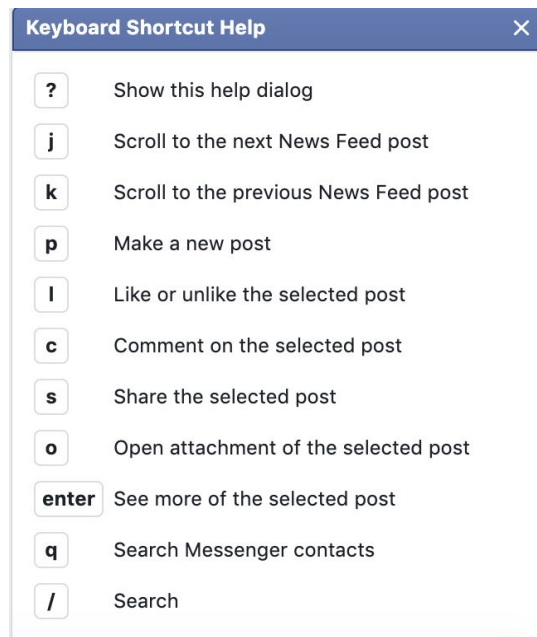 Keyboard Shortcut Help
? Show this help dialog
j Scroll to the next News Feed post
k Scroll to the previous News Feed post
p Make a new post
l Like or unlike the selected post
c Comment on the selected post
s Share the selected post
o Open attachment of the selected post
enter See more of the selected post
q Search Messenger contacts
/ Search